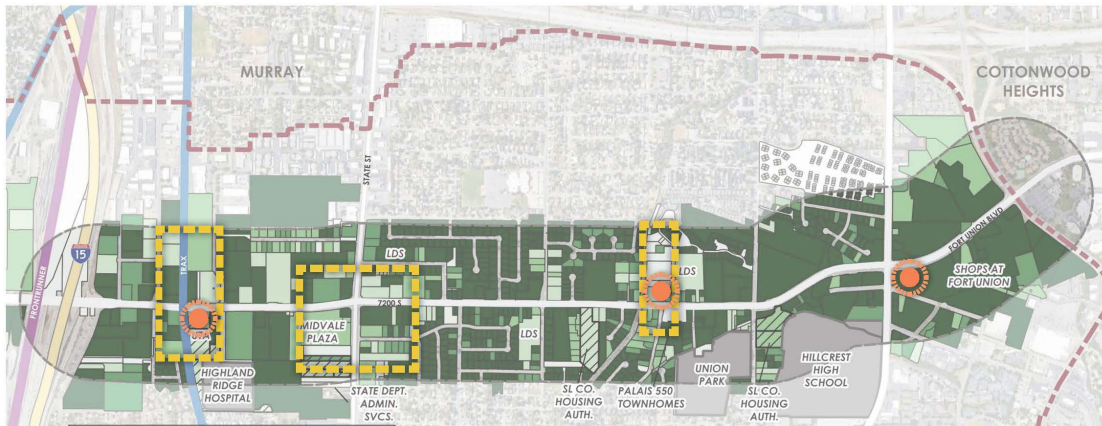 MURRAY
COTTONWOOD
HEIGHTS
STATE ST
FORT UNION BLVD
15
TRAX
FRONTRUNNER
LDS
LDS
SHOPS AT
FORT UNION
7200 S
UTA
MIDVALE
PLAZA
LDS
HIGHLAND
RIDGE
HOSPITAL
STATE DEPT.
ADMIN.
SVCS.
SL CO.
HOUSING
AUTH.
PALAIS 550
TOWNHOMES
UNION
PARK
SL CO.
HOUSING
AUTH.
HILLCREST
HIGH
SCHOOL